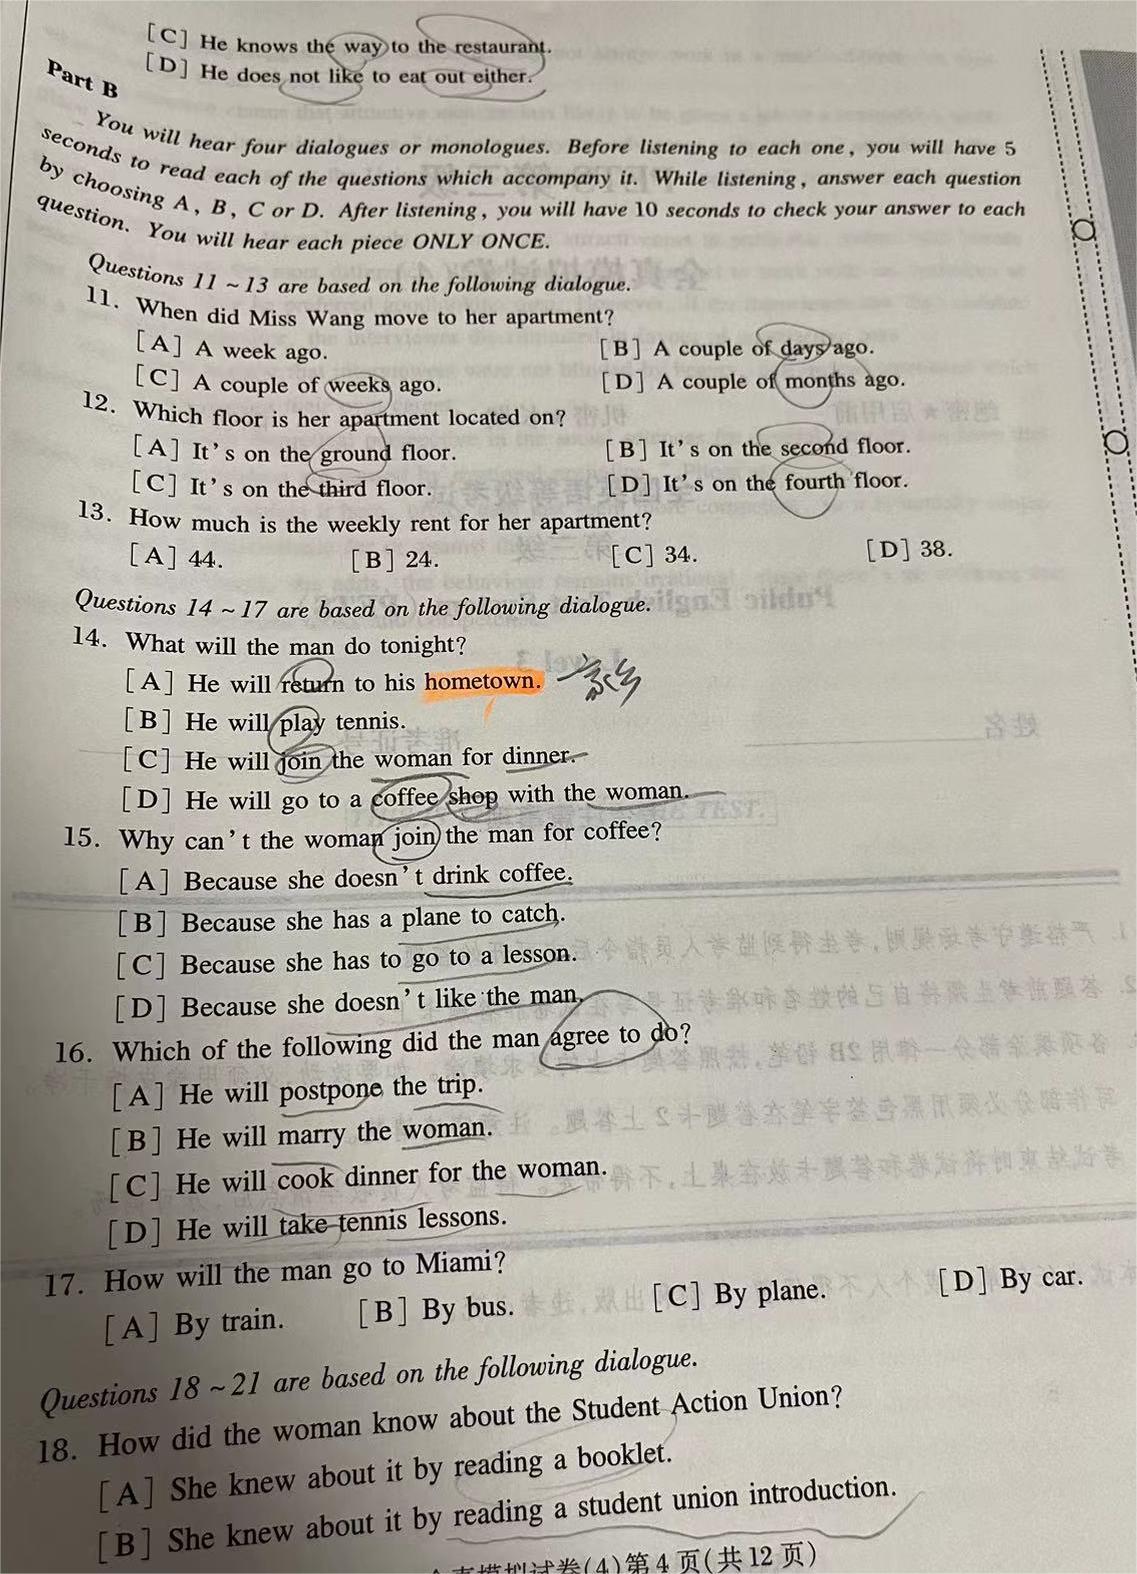 [C] He knows the way to the restaurant.
[D] He does not like to eat out either.
Part B
You will hear four dialogues or monologues. Before listening to each one, you will have 5
seconds to read each of the questions which accompany it. While listening, answer each question
by choosing A, B, C or D. After listening, you will have 10 seconds to check your answer to each
question. You will hear each piece ONLY ONCE.
Questions 11 ~ 13 are based on the following dialogue.
11. When did Miss Wang move to her apartment?
[A] A week ago. [B] A couple of days ago.
[C] A couple of weeks ago. [D] A couple of months ago.
12. Which floor is her apartment located on?
[A] It's on the ground floor. [B] It's on the second floor.
[C] It's on the third floor. [D] It's on the fourth floor.
13. How much is the weekly rent for her apartment?
[A] 44. [B] 24. [C] 34. [D] 38.
Questions 14 ~ 17 are based on the following dialogue.
14. What will the man do tonight?
[A] He will return to his hometown. 家乡
[B] He will play tennis.
[C] He will join the woman for dinner.
[D] He will go to a coffee shop with the woman.
15. Why can't the woman join the man for coffee?
[A] Because she doesn't drink coffee.
[B] Because she has a plane to catch.
[C] Because she has to go to a lesson.
[D] Because she doesn't like the man.
16. Which of the following did the man agree to do?
[A] He will postpone the trip.
[B] He will marry the woman.
[C] He will cook dinner for the woman.
[D] He will take tennis lessons.
17. How will the man go to Miami?
[A] By train. [B] By bus. [C] By plane. [D] By car.
Questions 18 ~ 21 are based on the following dialogue.
18. How did the woman know about the Student Action Union?
[A] She knew about it by reading a booklet.
[B] She knew about it by reading a student union introduction.
全真模拟试卷(4)第 4 页(共 12 页)